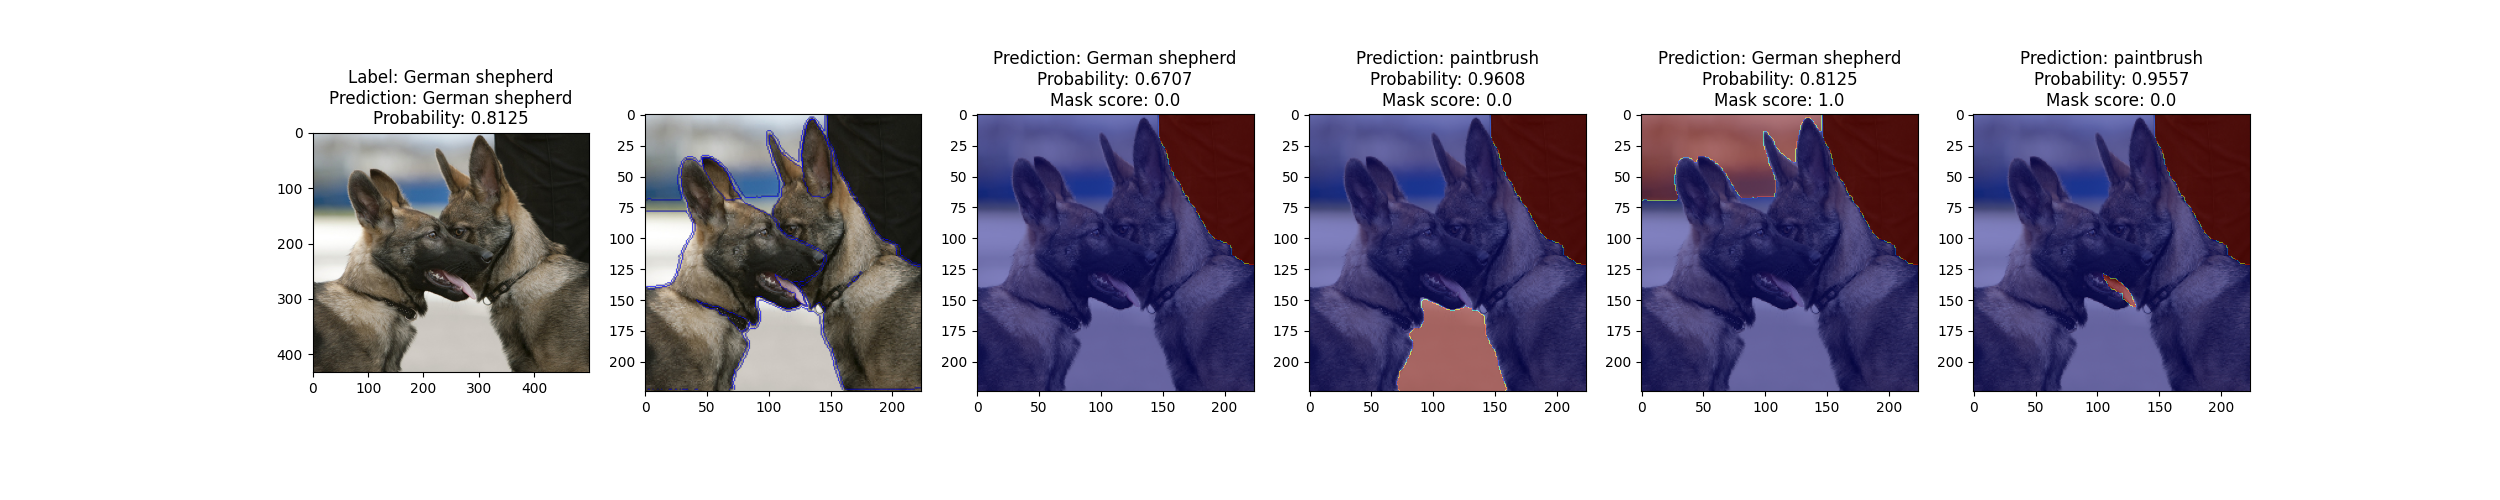 Label: German shepherd
Prediction: German shepherd
Probability: 0.8125
0
100
200
300
400
0 100 200 300 400
0
25
50
75
100
125
150
175
200
0 50 100 150 200
Prediction: German shepherd
Probability: 0.6707
Mask score: 0.0
0
25
50
75
100
125
150
175
200
0 50 100 150 200
Prediction: paintbrush
Probability: 0.9608
Mask score: 0.0
0
25
50
75
100
125
150
175
200
0 50 100 150 200
Prediction: German shepherd
Probability: 0.8125
Mask score: 1.0
0
25
50
75
100
125
150
175
200
0 50 100 150 200
Prediction: paintbrush
Probability: 0.9557
Mask score: 0.0
0
25
50
75
100
125
150
175
200
0 50 100 150 200